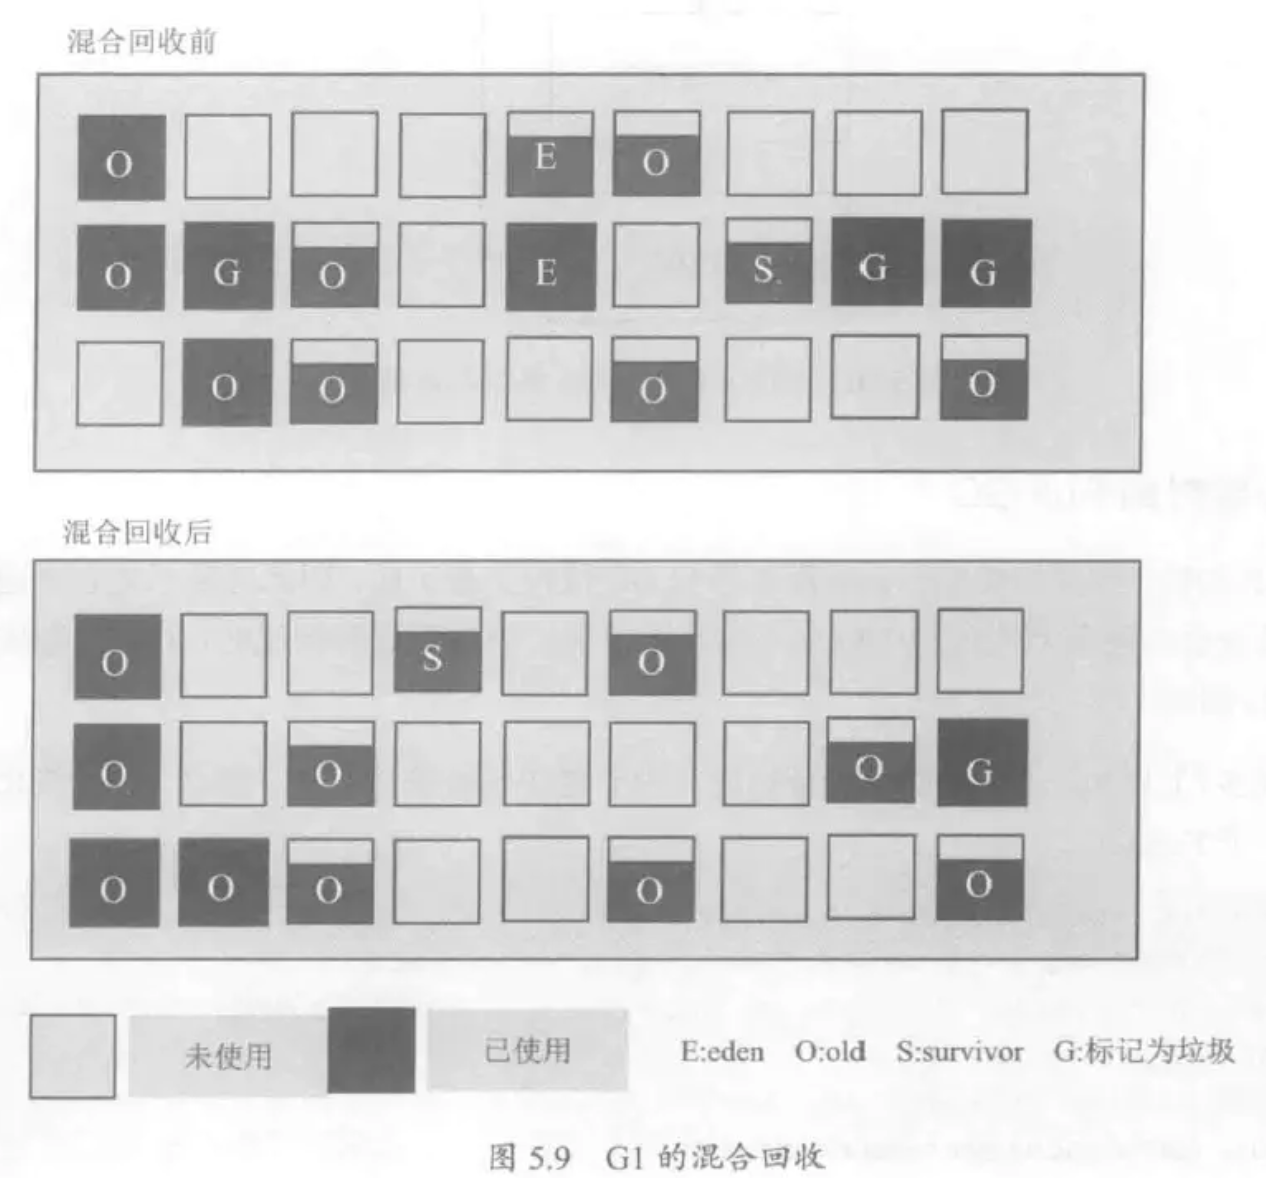 混合回收前
O E O
O G O E S G G
O O O O
混合回收后
O S O
O O O G
O O O O O
未使用 已使用 E:eden O:old S:survivor G:标记为垃圾
图 5.9 G1 的混合回收